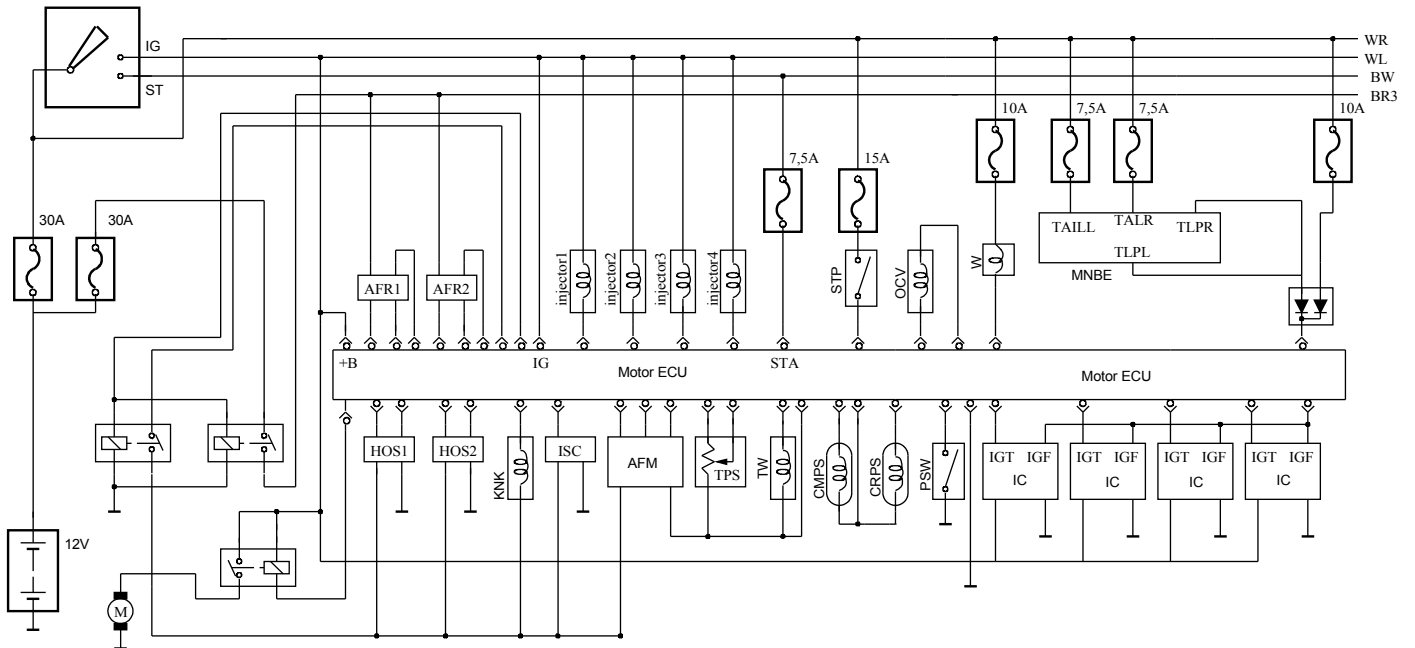 IG
WR
WL
ST
BW
BR3
10A
7,5A
7,5A
10A
7,5A
15A
30A
30A
TAILL
TALR
TLPR
TLPL
MNBE
injector1
injector2
injector3
injector4
STP
OCV
W
AFR1
AFR2
+B
IG
STA
Motor ECU
Motor ECU
HOS1
HOS2
KNK
ISC
AFM
TPS
TW
CMPS
CRPS
PSW
IGT IGF
IC
IGT IGF
IC
IGT IGF
IC
IGT IGF
IC
12V
M